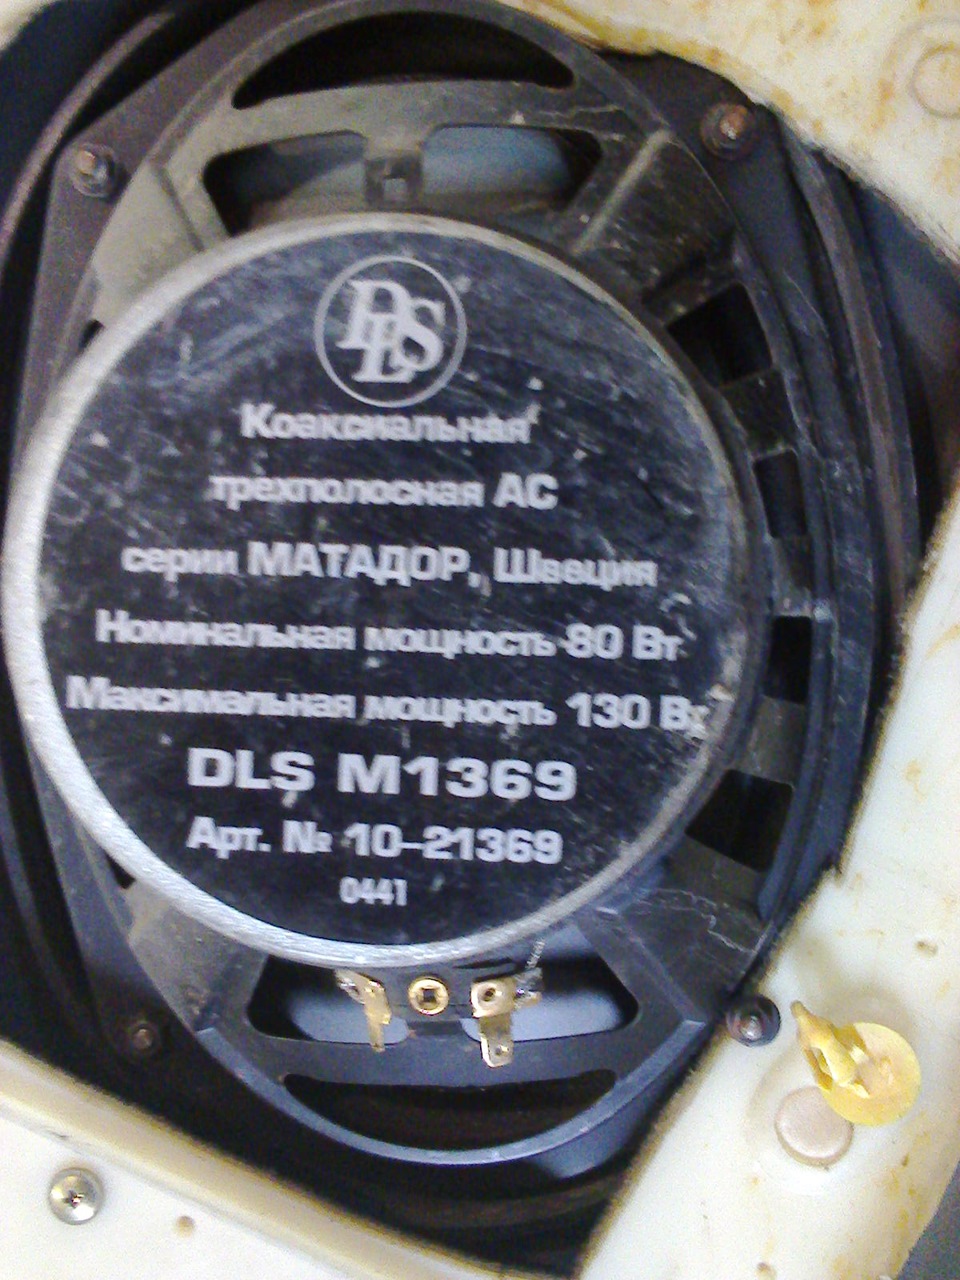 DLS
Коаксиальная
трехполосная АС
серии МАТАДОР, Швеция
Номинальная мощность 80 Вт
Максимальная мощность 130 Вт
DLS M1369
Арт. № 10-21369
0441